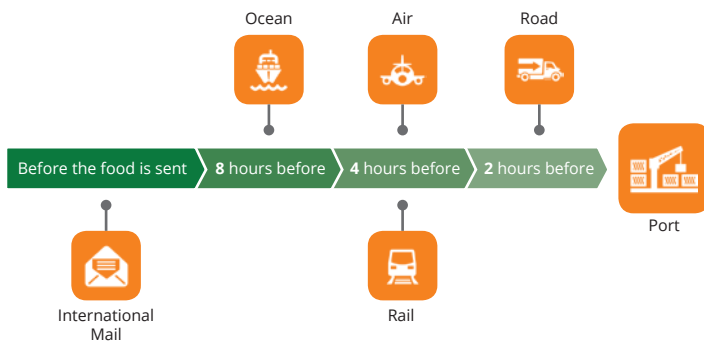 Ocean
Air
Road
Before the food is sent
8 hours before
4 hours before
2 hours before
Port
International
Mail
Rail